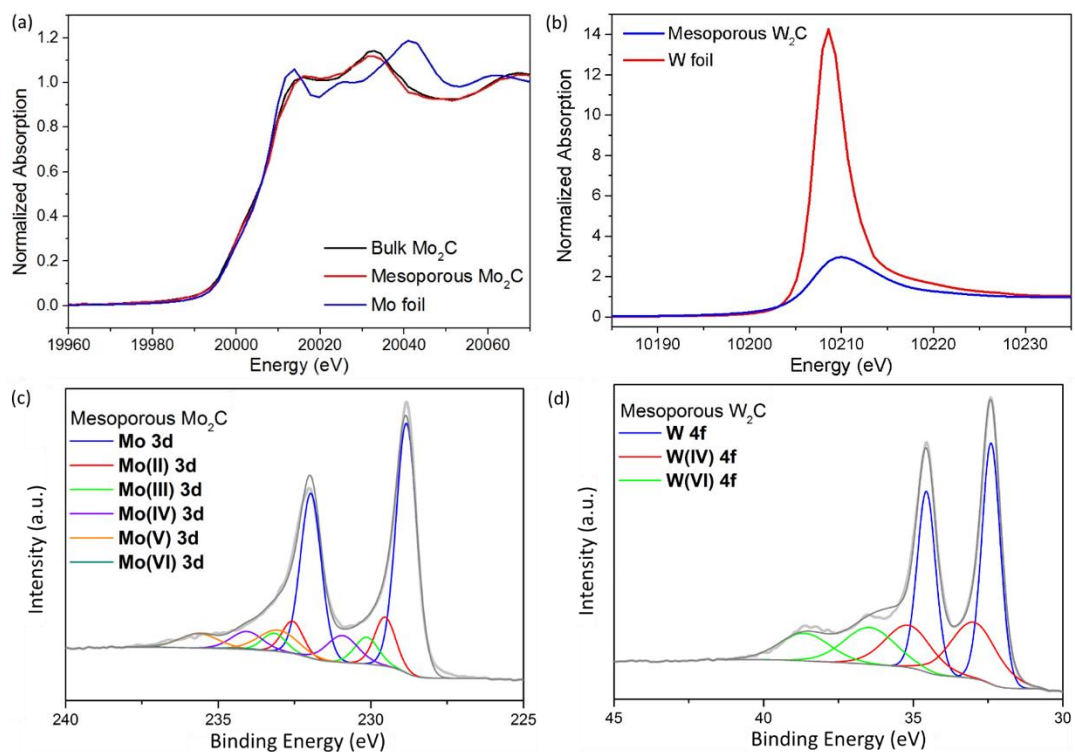 (a)
Normalized Absorption
1.2
1.0
0.8
0.6
0.4
0.2
0.0
Bulk Mo₂C
Mesoporous Mo₂C
Mo foil
19960 19980 20000 20020 20040 20060
Energy (eV)
(b)
Normalized Absorption
14
12
10
8
6
4
2
0
Mesoporous W₂C
W foil
10190 10200 10210 10220 10230
Energy (eV)
(c)
Intensity (a.u.)
Mesoporous Mo₂C
Mo 3d
Mo(II) 3d
Mo(III) 3d
Mo(IV) 3d
Mo(V) 3d
Mo(VI) 3d
240 235 230 225
Binding Energy (eV)
(d)
Intensity (a.u.)
Mesoporous W₂C
W 4f
W(IV) 4f
W(VI) 4f
45 40 35 30
Binding Energy (eV)